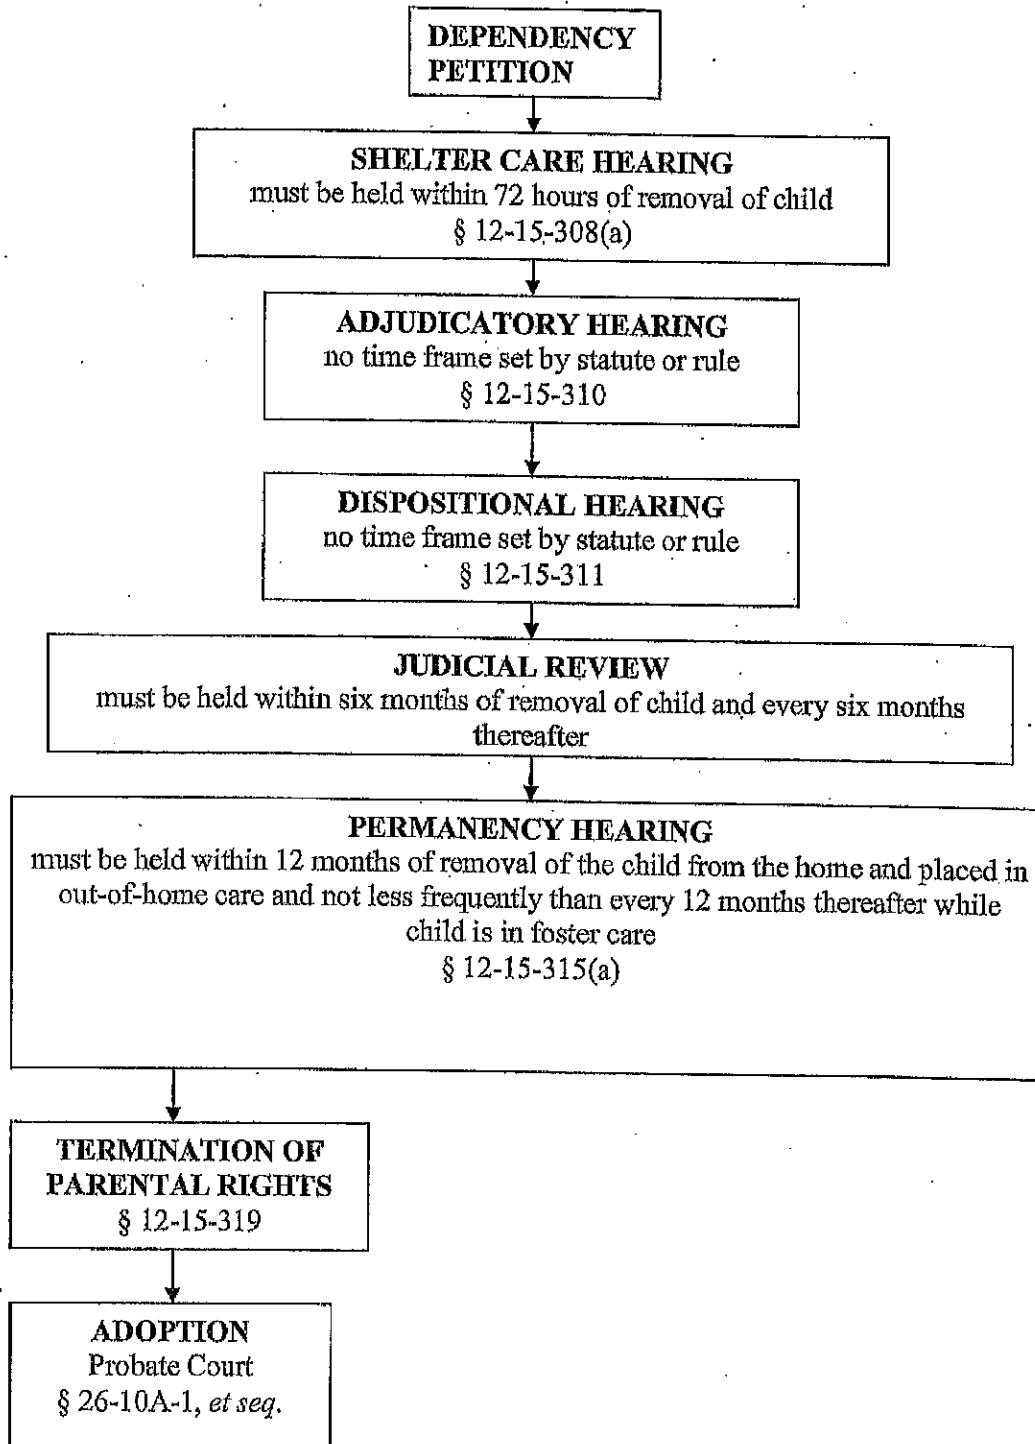 DEPENDENCY
PETITION
SHELTER CARE HEARING
must be held within 72 hours of removal of child
§ 12-15-308(a)
ADJUDICATORY HEARING
no time frame set by statute or rule
§ 12-15-310
DISPOSITIONAL HEARING
no time frame set by statute or rule
§ 12-15-311
JUDICIAL REVIEW
must be held within six months of removal of child and every six months
thereafter
PERMANENCY HEARING
must be held within 12 months of removal of the child from the home and placed in
out-of-home care and not less frequently than every 12 months thereafter while
child is in foster care
§ 12-15-315(a)
TERMINATION OF
PARENTAL RIGHTS
§ 12-15-319
ADOPTION
Probate Court
§ 26-10A-1, et seq.